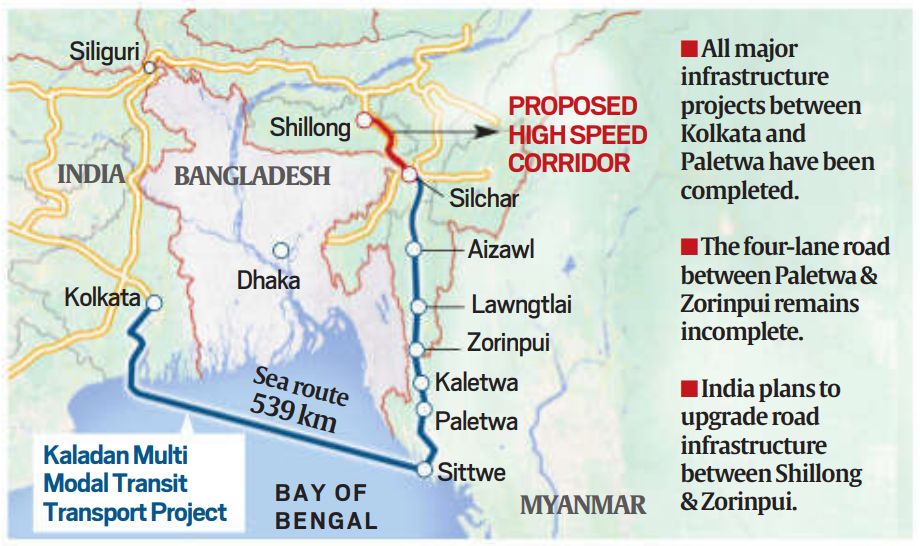 Siliguri
Shillong
PROPOSED
HIGH SPEED
CORRIDOR
INDIA
BANGLADESH
Silchar
Aizawl
Dhaka
Kolkata
Lawngtlai
Zorinpui
Kaletwa
Paletwa
Sea route
539 km
Sittwe
Kaladan Multi
Modal Transit
Transport Project
BAY OF
BENGAL
MYANMAR
All major
infrastructure
projects between
Kolkata and
Paletwa have been
completed.
The four-lane road
between Paletwa &
Zorinpui remains
incomplete.
India plans to
upgrade road
infrastructure
between Shillong
& Zorinpui.